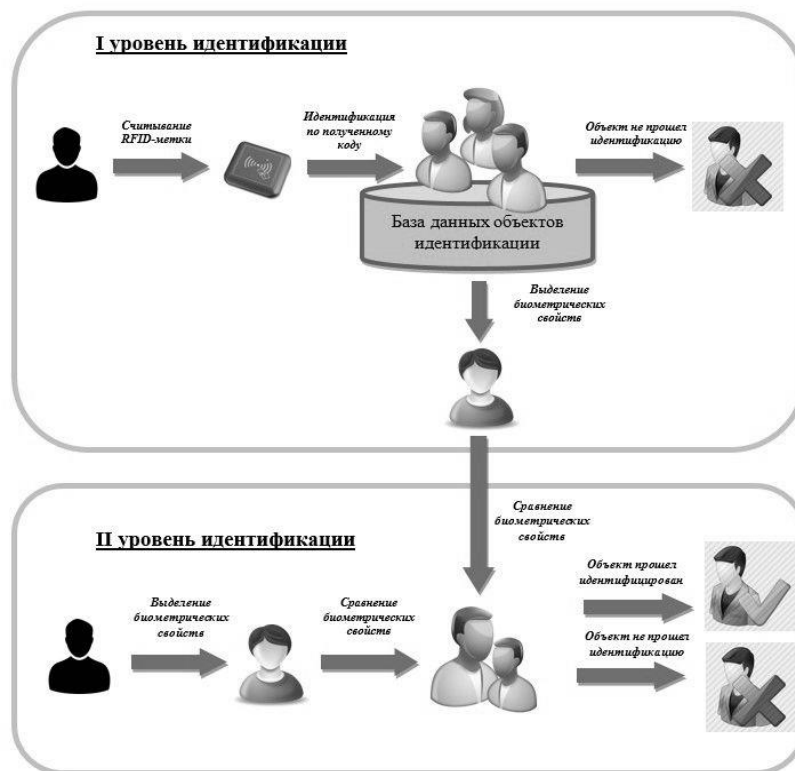 I уровень идентификации
Считывание
RFID-метки
Идентификация
по полученному
коду
Объект не прошел
идентификацию
База данных объектов
идентификации
Выделение
биометрических
свойств
Сравнение
биометрических
свойств
II уровень идентификации
Выделение
биометрических
свойств
Сравнение
биометрических
свойств
Объект прошел
идентифицирован
Объект не прошел
идентификацию